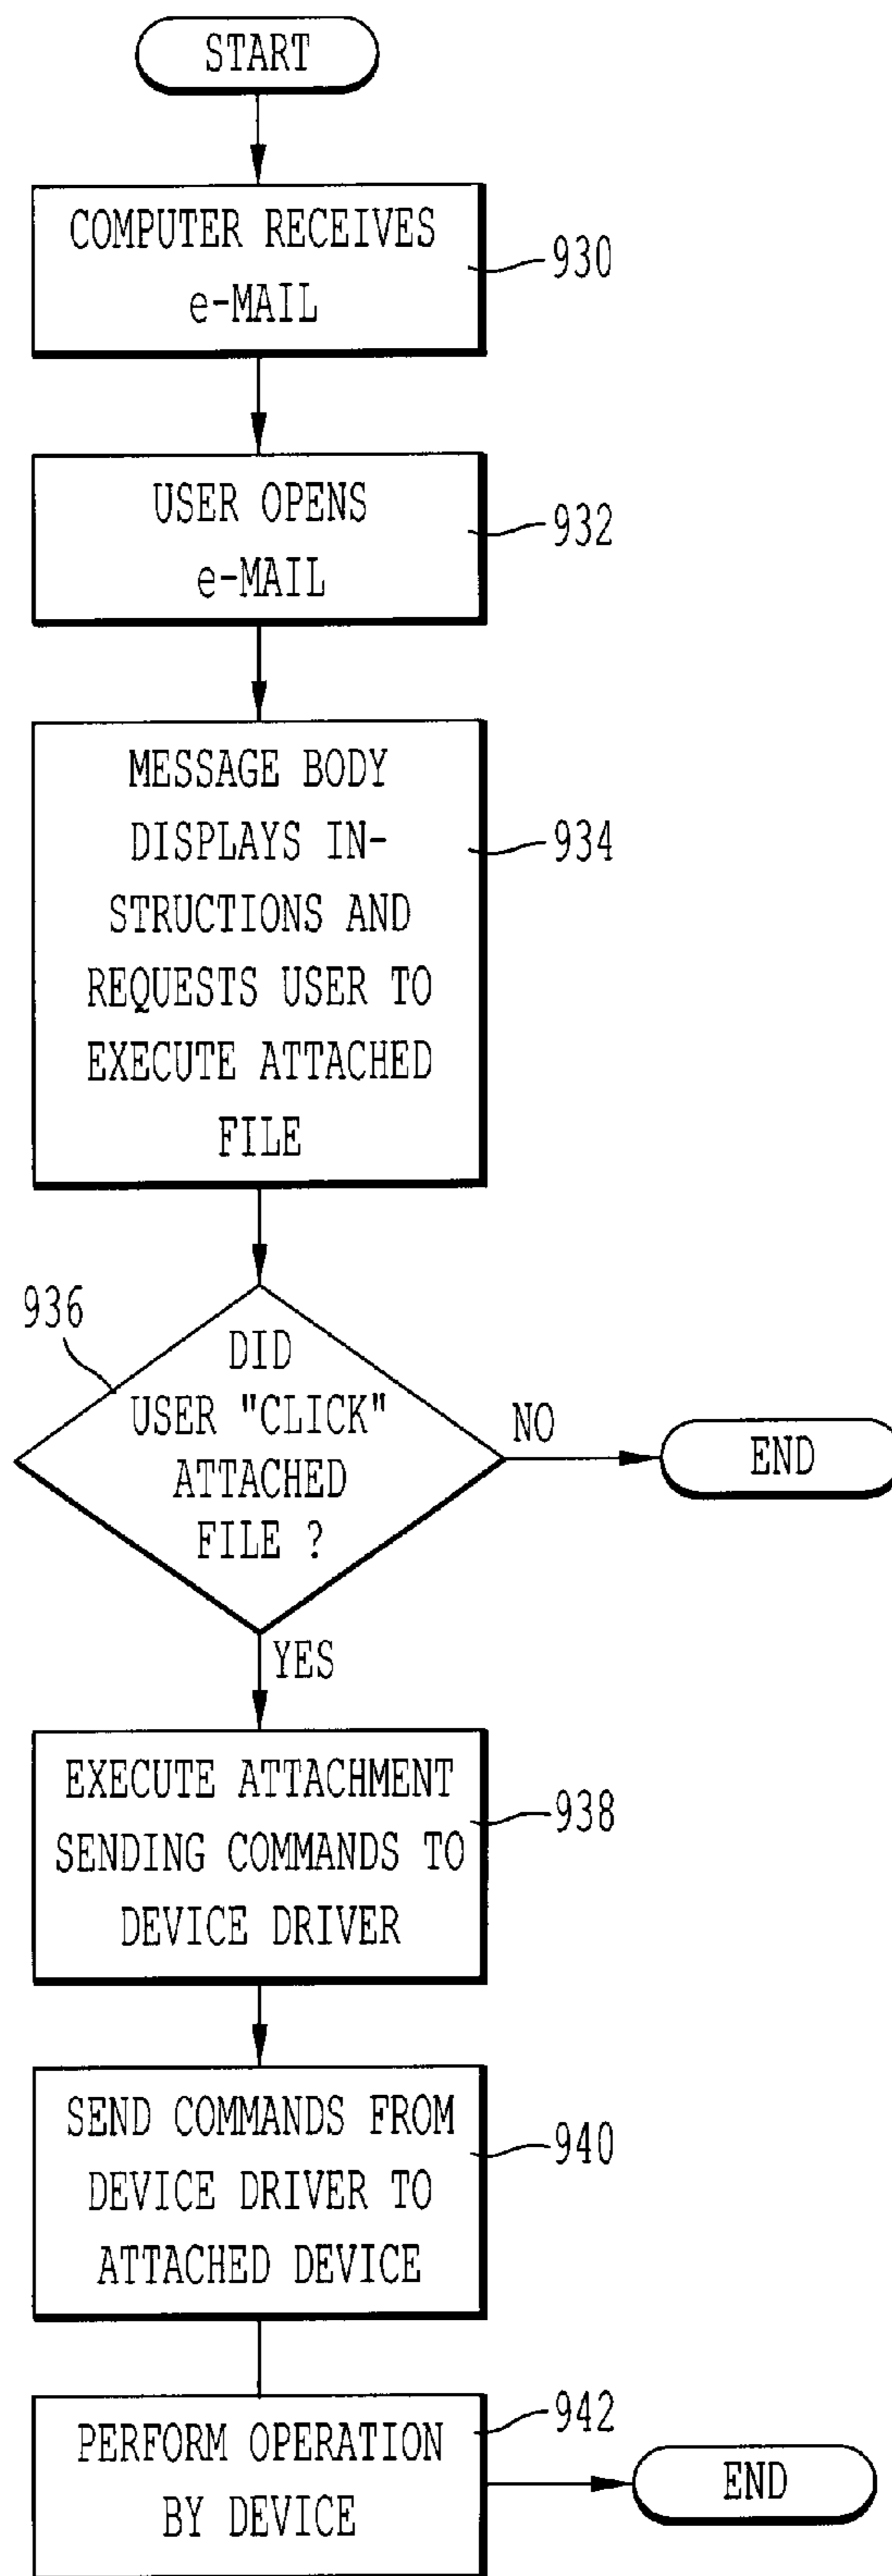 START
COMPUTER RECEIVES
e-MAIL
930
USER OPENS
e-MAIL
932
MESSAGE BODY
DISPLAYS IN-
STRUCTIONS AND
REQUESTS USER TO
EXECUTE ATTACHED
FILE
934
936
DID
USER "CLICK"
ATTACHED
FILE ?
NO
END
YES
EXECUTE ATTACHMENT
SENDING COMMANDS TO
DEVICE DRIVER
938
SEND COMMANDS FROM
DEVICE DRIVER TO
ATTACHED DEVICE
940
PERFORM OPERATION
BY DEVICE
942
END